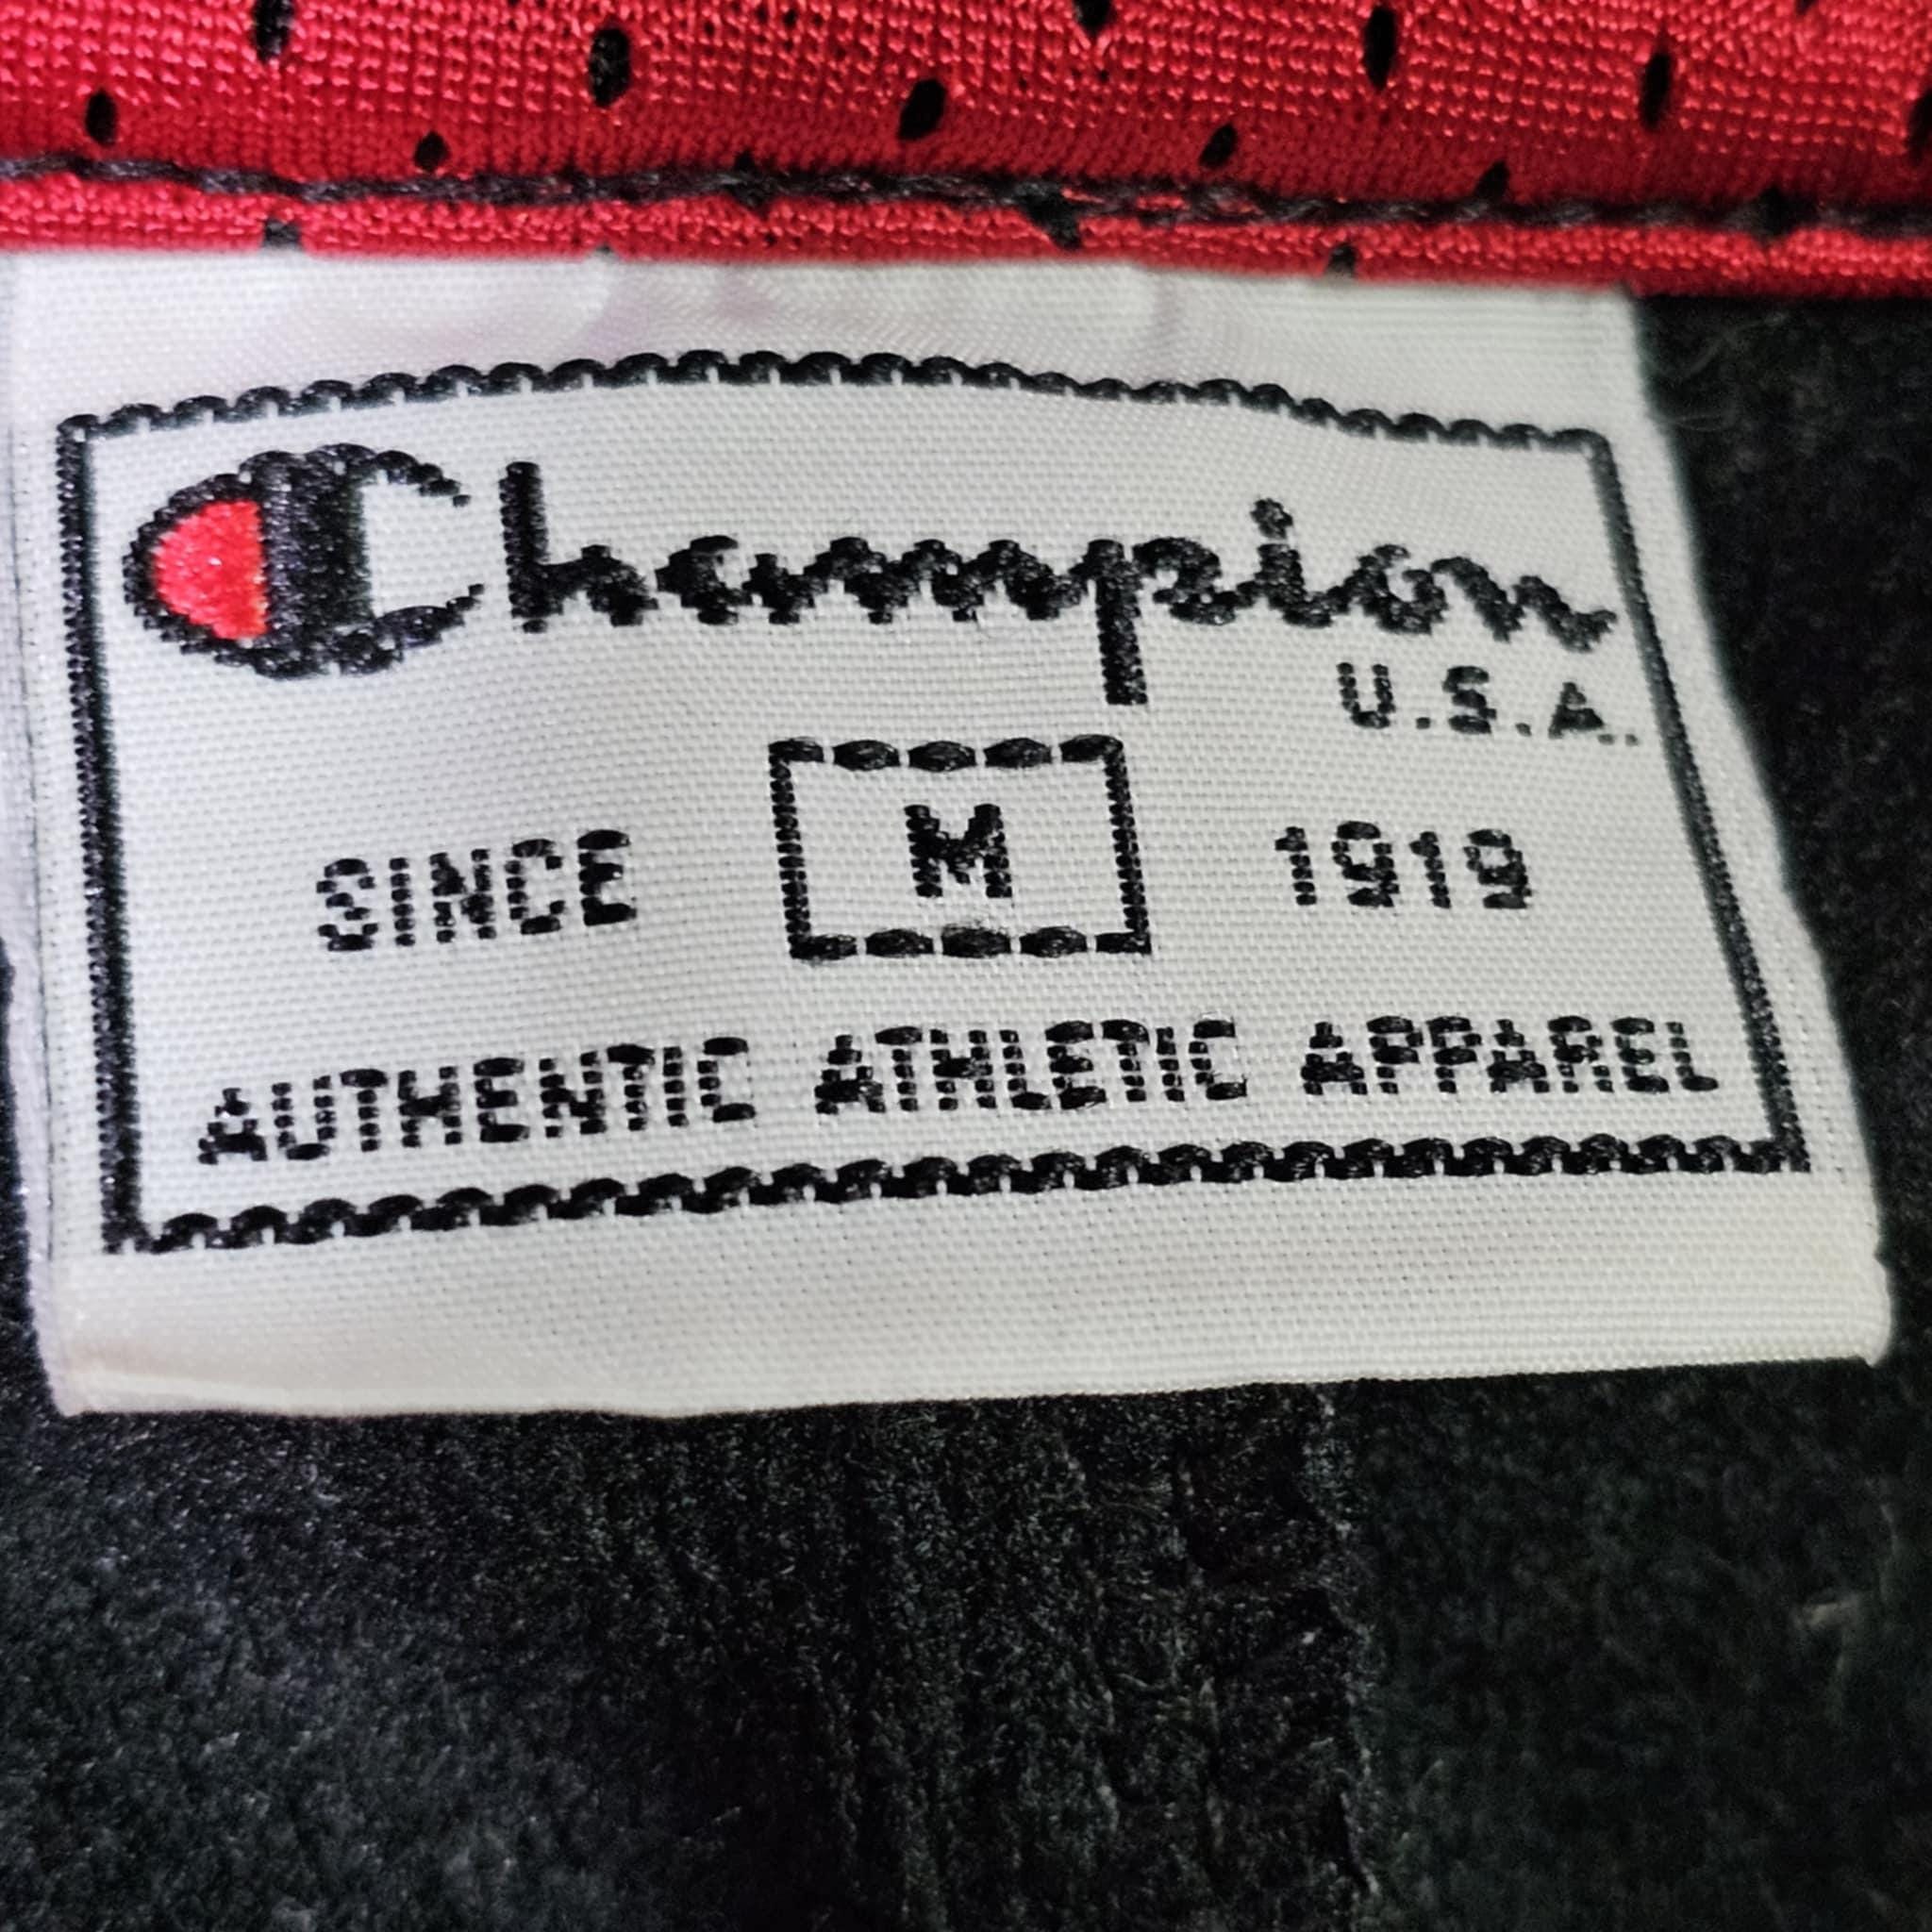 Champion
U.S.A.
SINCE M 1919
AUTHENTIC ATHLETIC APPAREL